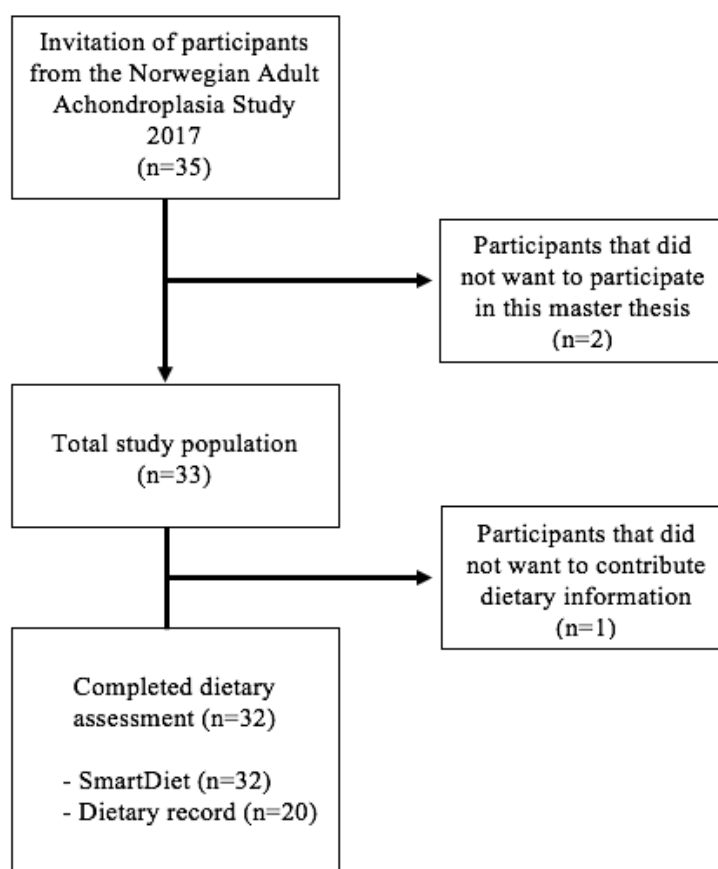 Invitation of participants
from the Norwegian Adult
Achondroplasia Study
2017
(n=35)
Participants that did
not want to participate
in this master thesis
(n=2)
Total study population
(n=33)
Participants that did
not want to contribute
dietary information
(n=1)
Completed dietary
assessment (n=32)
- SmartDiet (n=32)
- Dietary record (n=20)